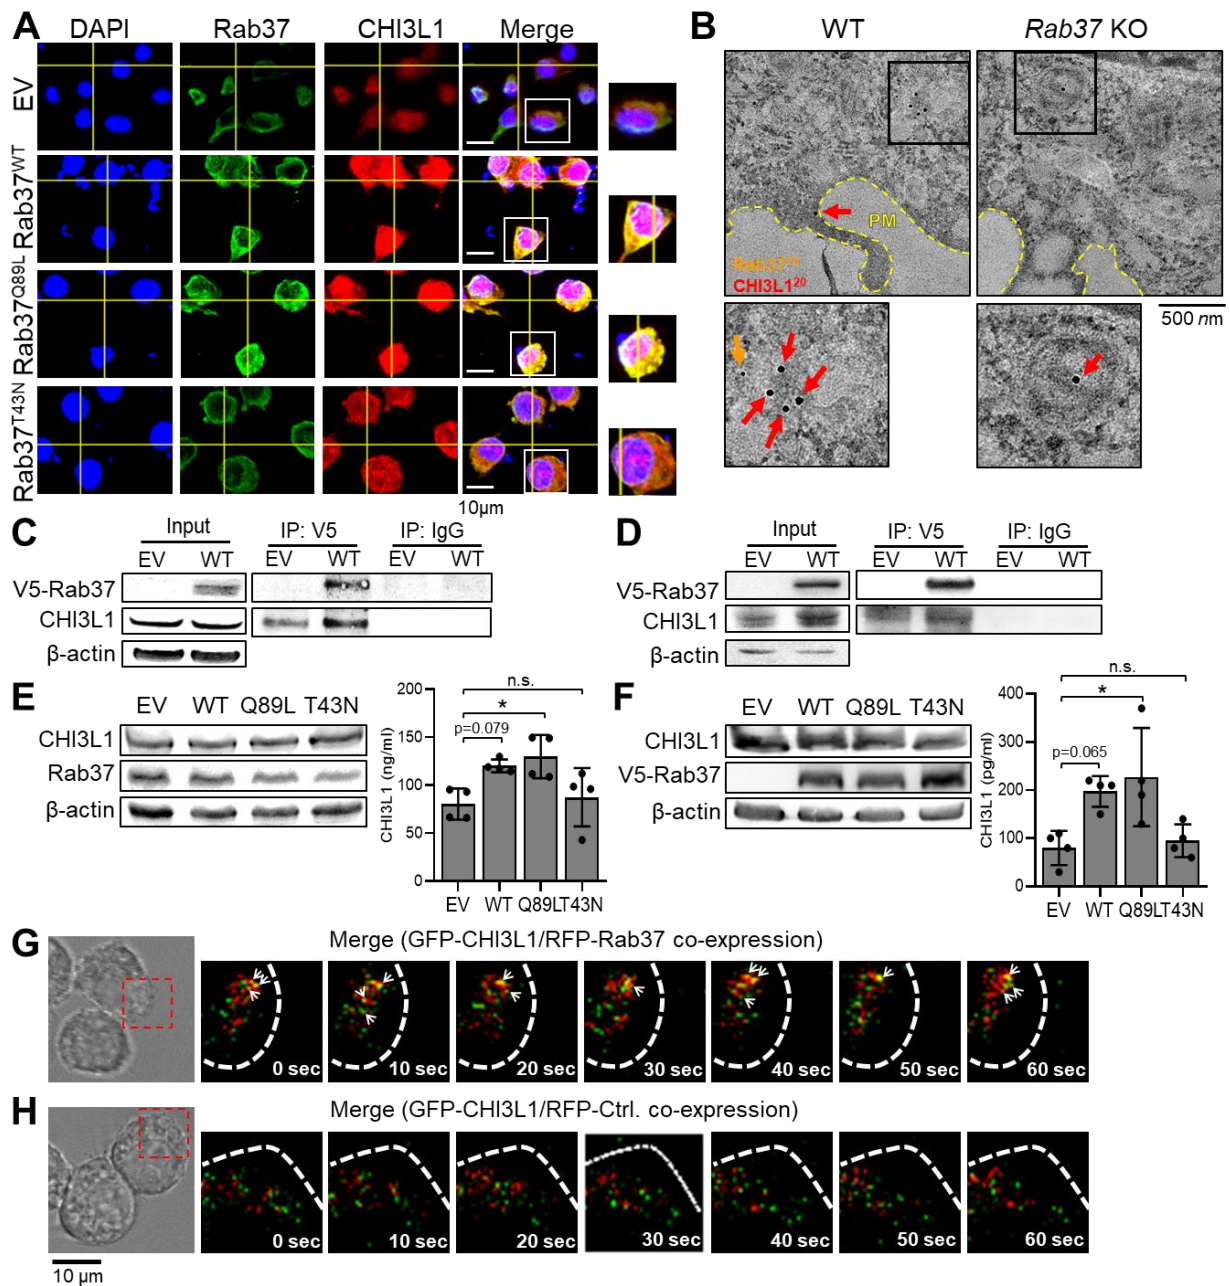 A
DAPI
Rab37
CHI3L1
Merge
EV
Rab37WT
Rab37Q89L
Rab37T43N
10µm
B
WT
Rab37 KO
PM
CHI3L120
500 nm
C
Input
IP: V5
IP: IgG
EV WT EV WT EV WT
V5-Rab37
CHI3L1
β-actin
D
Input
IP: V5
IP: IgG
EV WT EV WT EV WT
V5-Rab37
CHI3L1
β-actin
E
EV WT Q89L T43N
CHI3L1
Rab37
β-actin
CHI3L1 (ng/ml)
200
150
100
50
0
n.s.
*
p=0.079
EV WT Q89L T43N
F
EV WT Q89L T43N
CHI3L1
V5-Rab37
β-actin
CHI3L1 (pg/ml)
400
300
200
100
0
n.s.
*
p=0.065
EV WT Q89L T43N
G
Merge (GFP-CHI3L1/RFP-Rab37 co-expression)
0 sec 10 sec 20 sec 30 sec 40 sec 50 sec 60 sec
H
Merge (GFP-CHI3L1/RFP-Ctrl. co-expression)
0 sec 10 sec 20 sec 30 sec 40 sec 50 sec 60 sec
10 µm